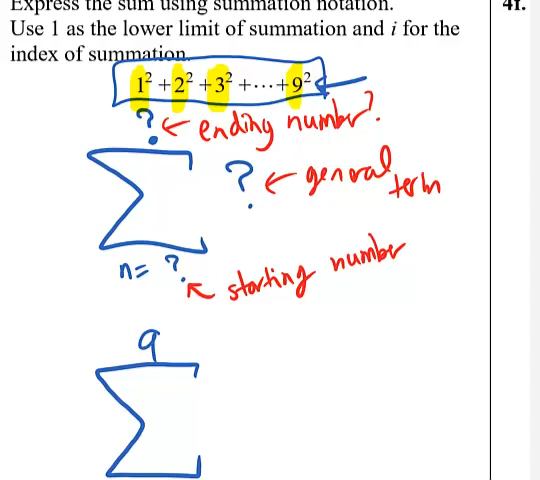 Express the sum using summation notation.
Use 1 as the lower limit of summation and i for the
index of summation.
1² + 2² + 3² + ··· + 9²
? ← ending number?
Σ ? ← general term
n = ? ← starting number
9
Σ
41.